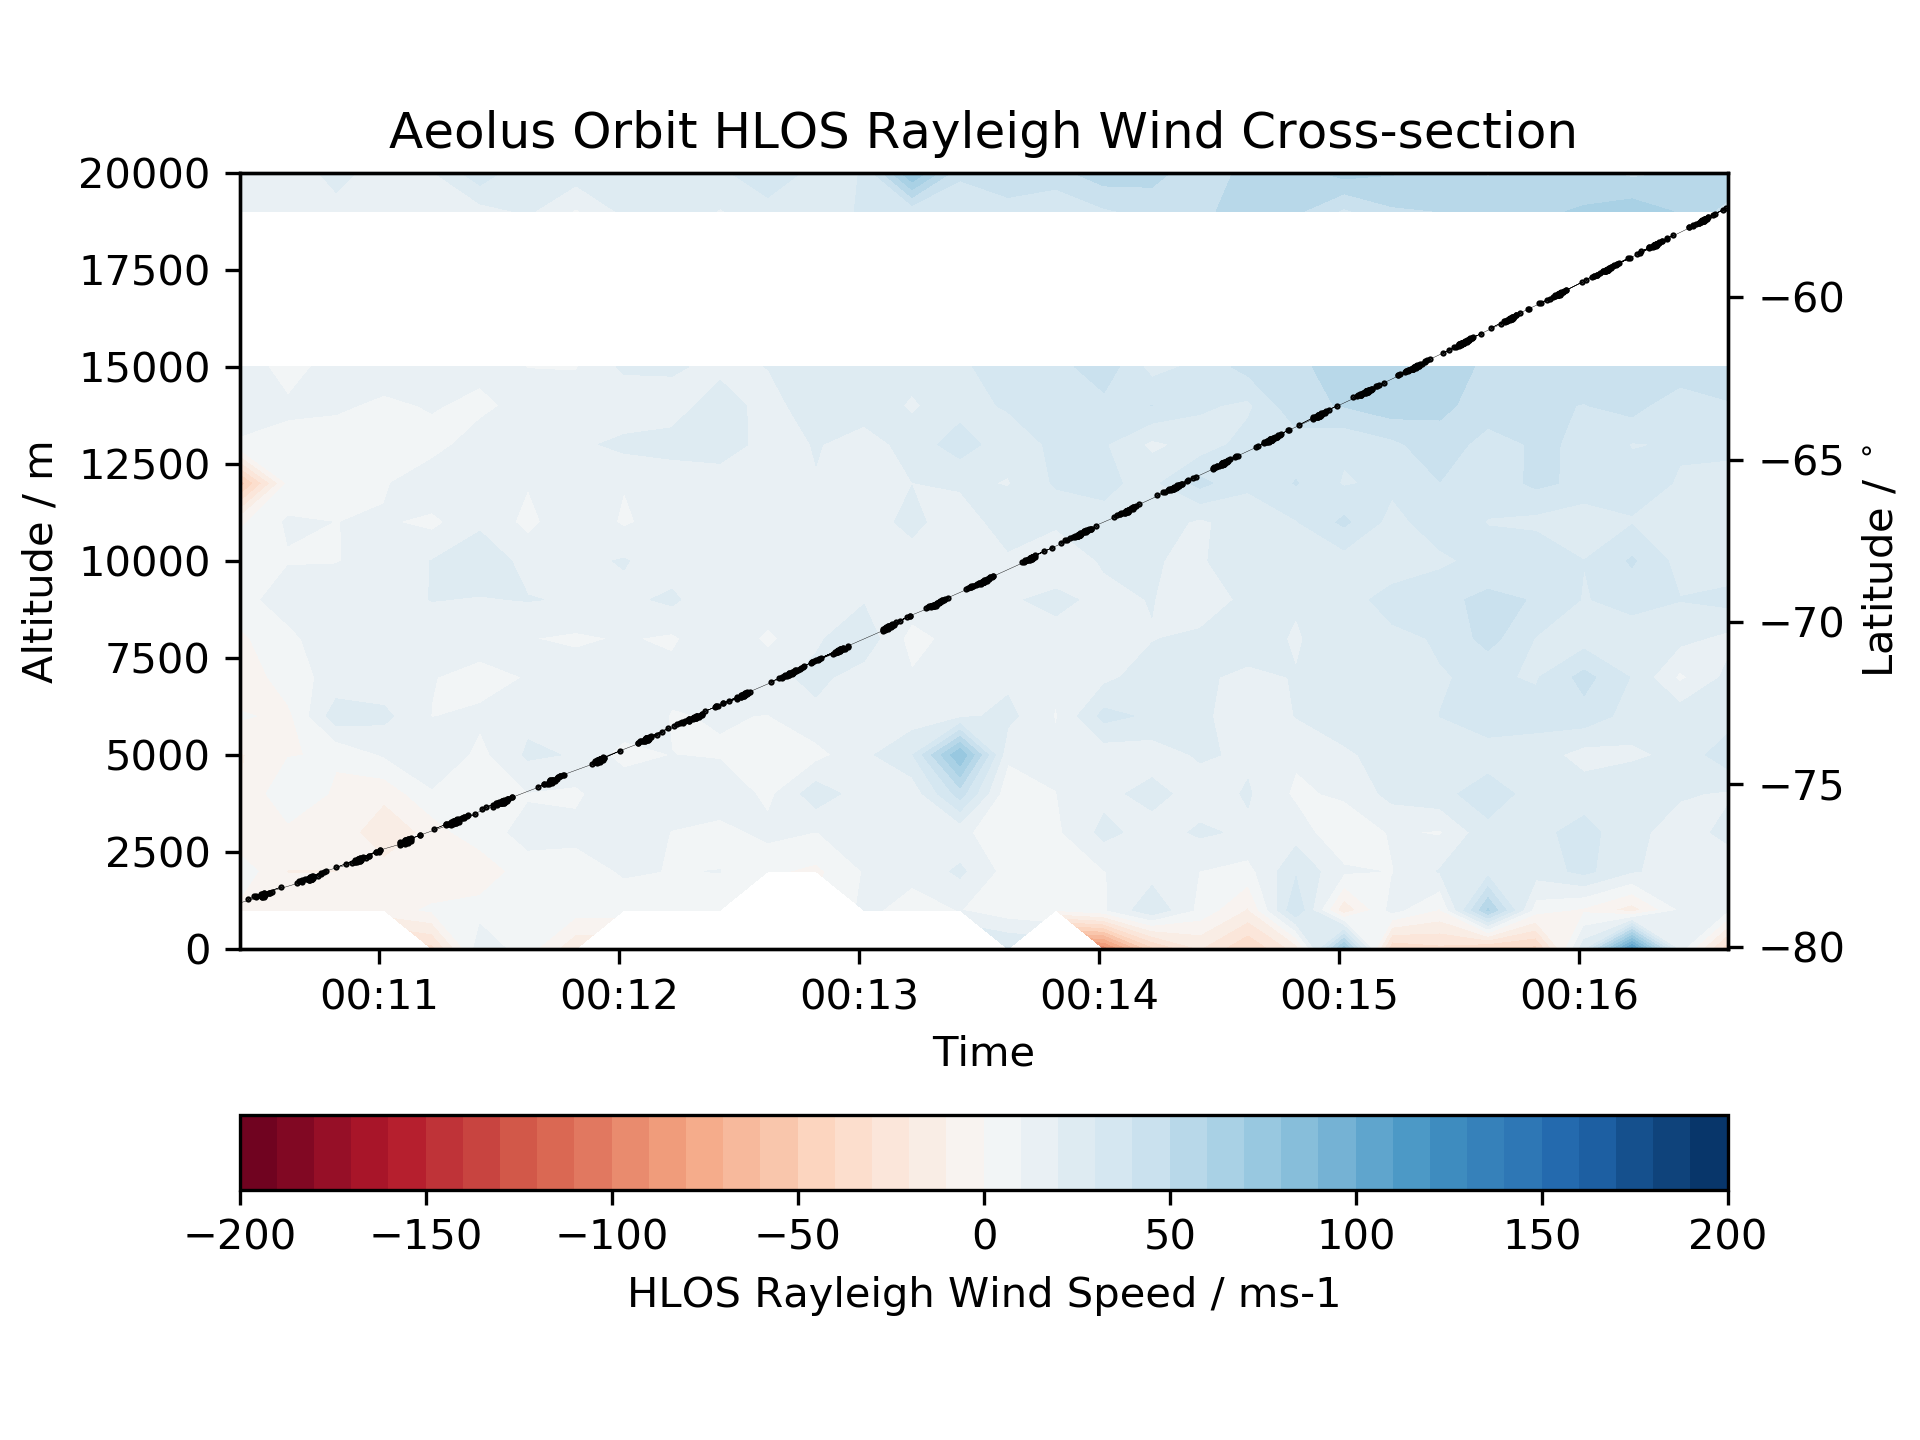 Aeolus Orbit HLOS Rayleigh Wind Cross-section
20000
17500
15000
12500
10000
7500
5000
2500
0
Altitude / m
−60
−65
−70
−75
−80
Latitude / °
00:11 00:12 00:13 00:14 00:15 00:16
Time
−200 −150 −100 −50 0 50 100 150 200
HLOS Rayleigh Wind Speed / ms-1